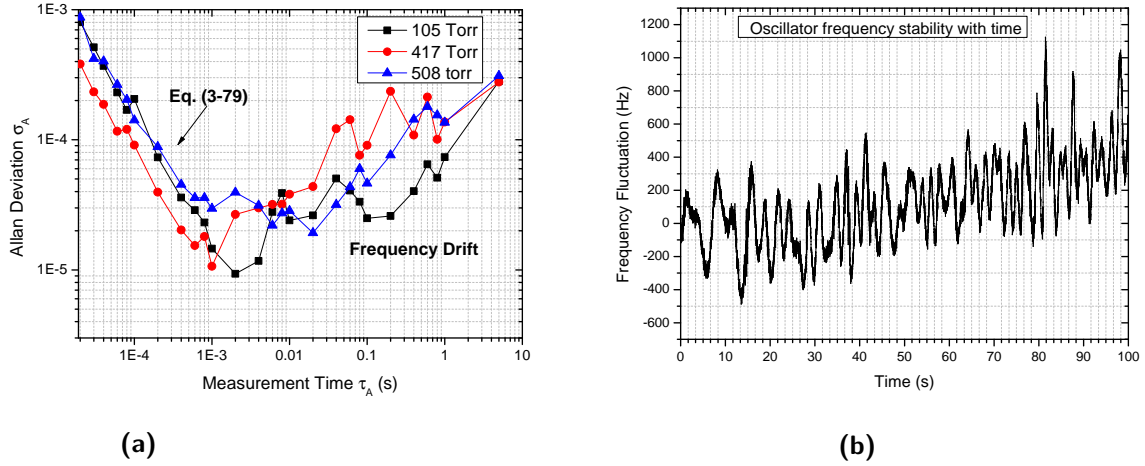 1E-3
1E-4
1E-5
Allan Deviation σ_A
105 Torr
417 Torr
508 torr
Eq. (3-79)
Frequency Drift
1E-4 1E-3 0.01 0.1 1 10
Measurement Time τ_A (s)
(a)
Oscillator frequency stability with time
1200
1000
800
600
400
200
0
-200
-400
-600
Frequency Fluctuation (Hz)
0 10 20 30 40 50 60 70 80 90 100
Time (s)
(b)